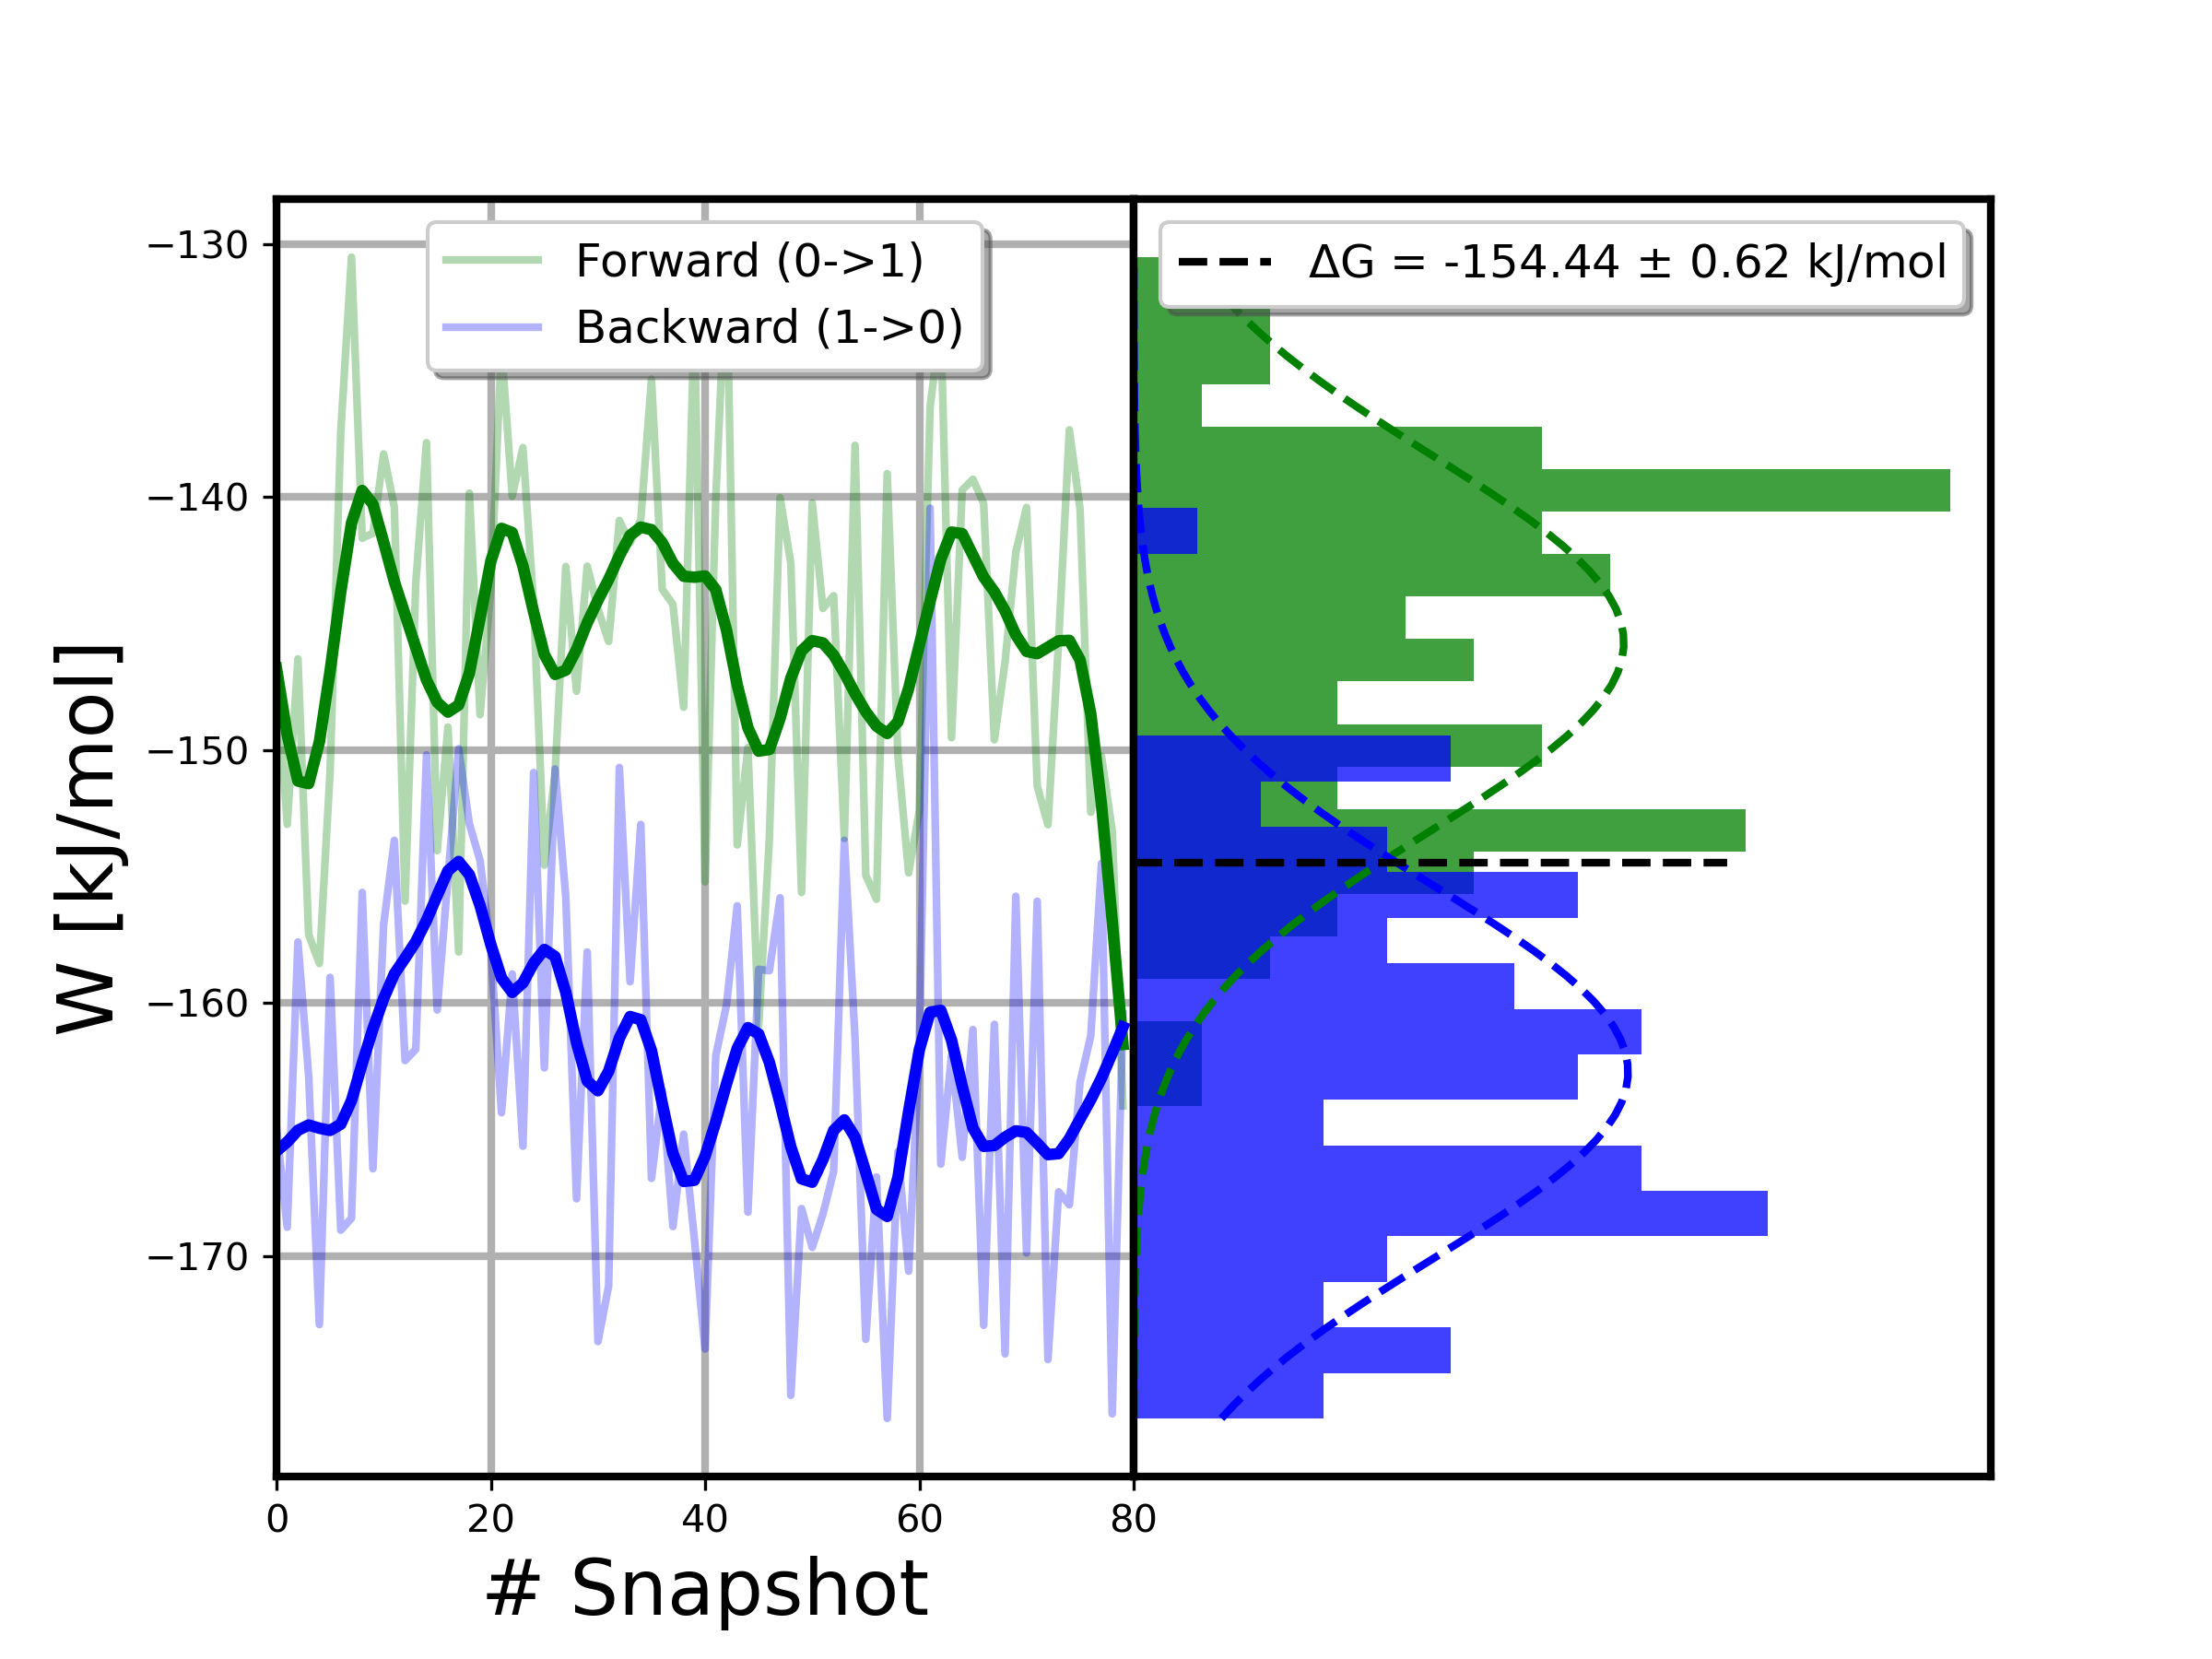 Forward (0->1)
Backward (1->0)
ΔG = -154.44 ± 0.62 kJ/mol
W [kJ/mol]
−130
−140
−150
−160
−170
0 20 40 60 80
# Snapshot